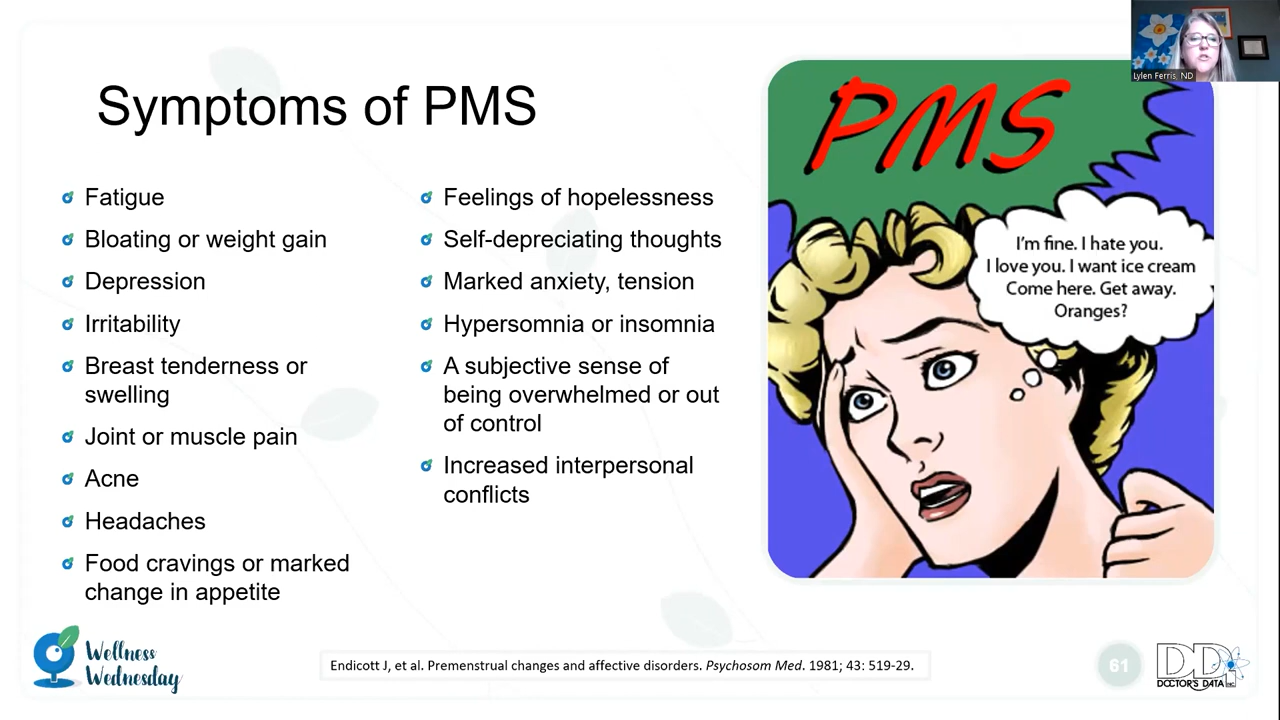 Lylen Ferris, ND
Symptoms of PMS
Fatigue
Bloating or weight gain
Depression
Irritability
Breast tenderness or
swelling
Joint or muscle pain
Acne
Headaches
Food cravings or marked
change in appetite
Feelings of hopelessness
Self-depreciating thoughts
Marked anxiety, tension
Hypersomnia or insomnia
A subjective sense of
being overwhelmed or out
of control
Increased interpersonal
conflicts
PMS
I'm fine. I hate you.
I love you. I want ice cream
Come here. Get away.
Oranges?
Wellness
Wednesday
Endicott J, et al. Premenstrual changes and affective disorders. Psychosom Med. 1981; 43: 519-29.
61
DDI
DOCTOR'S DATA INC.